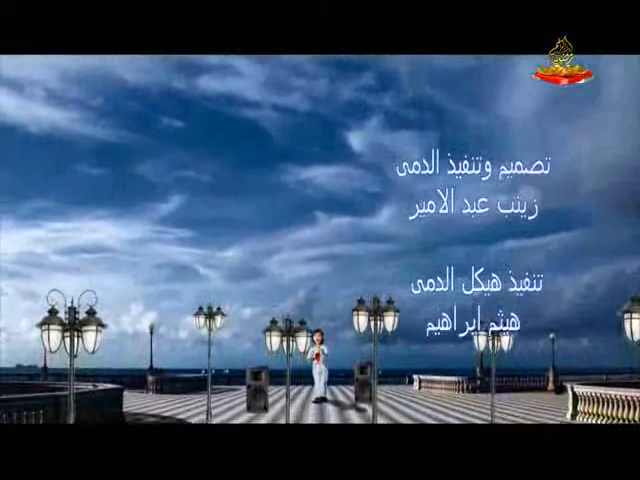 تصميم وتنفيذ الدمى
زينب عبد الامير
تنفيذ هيكل الدمى
هيثم ابراهيم